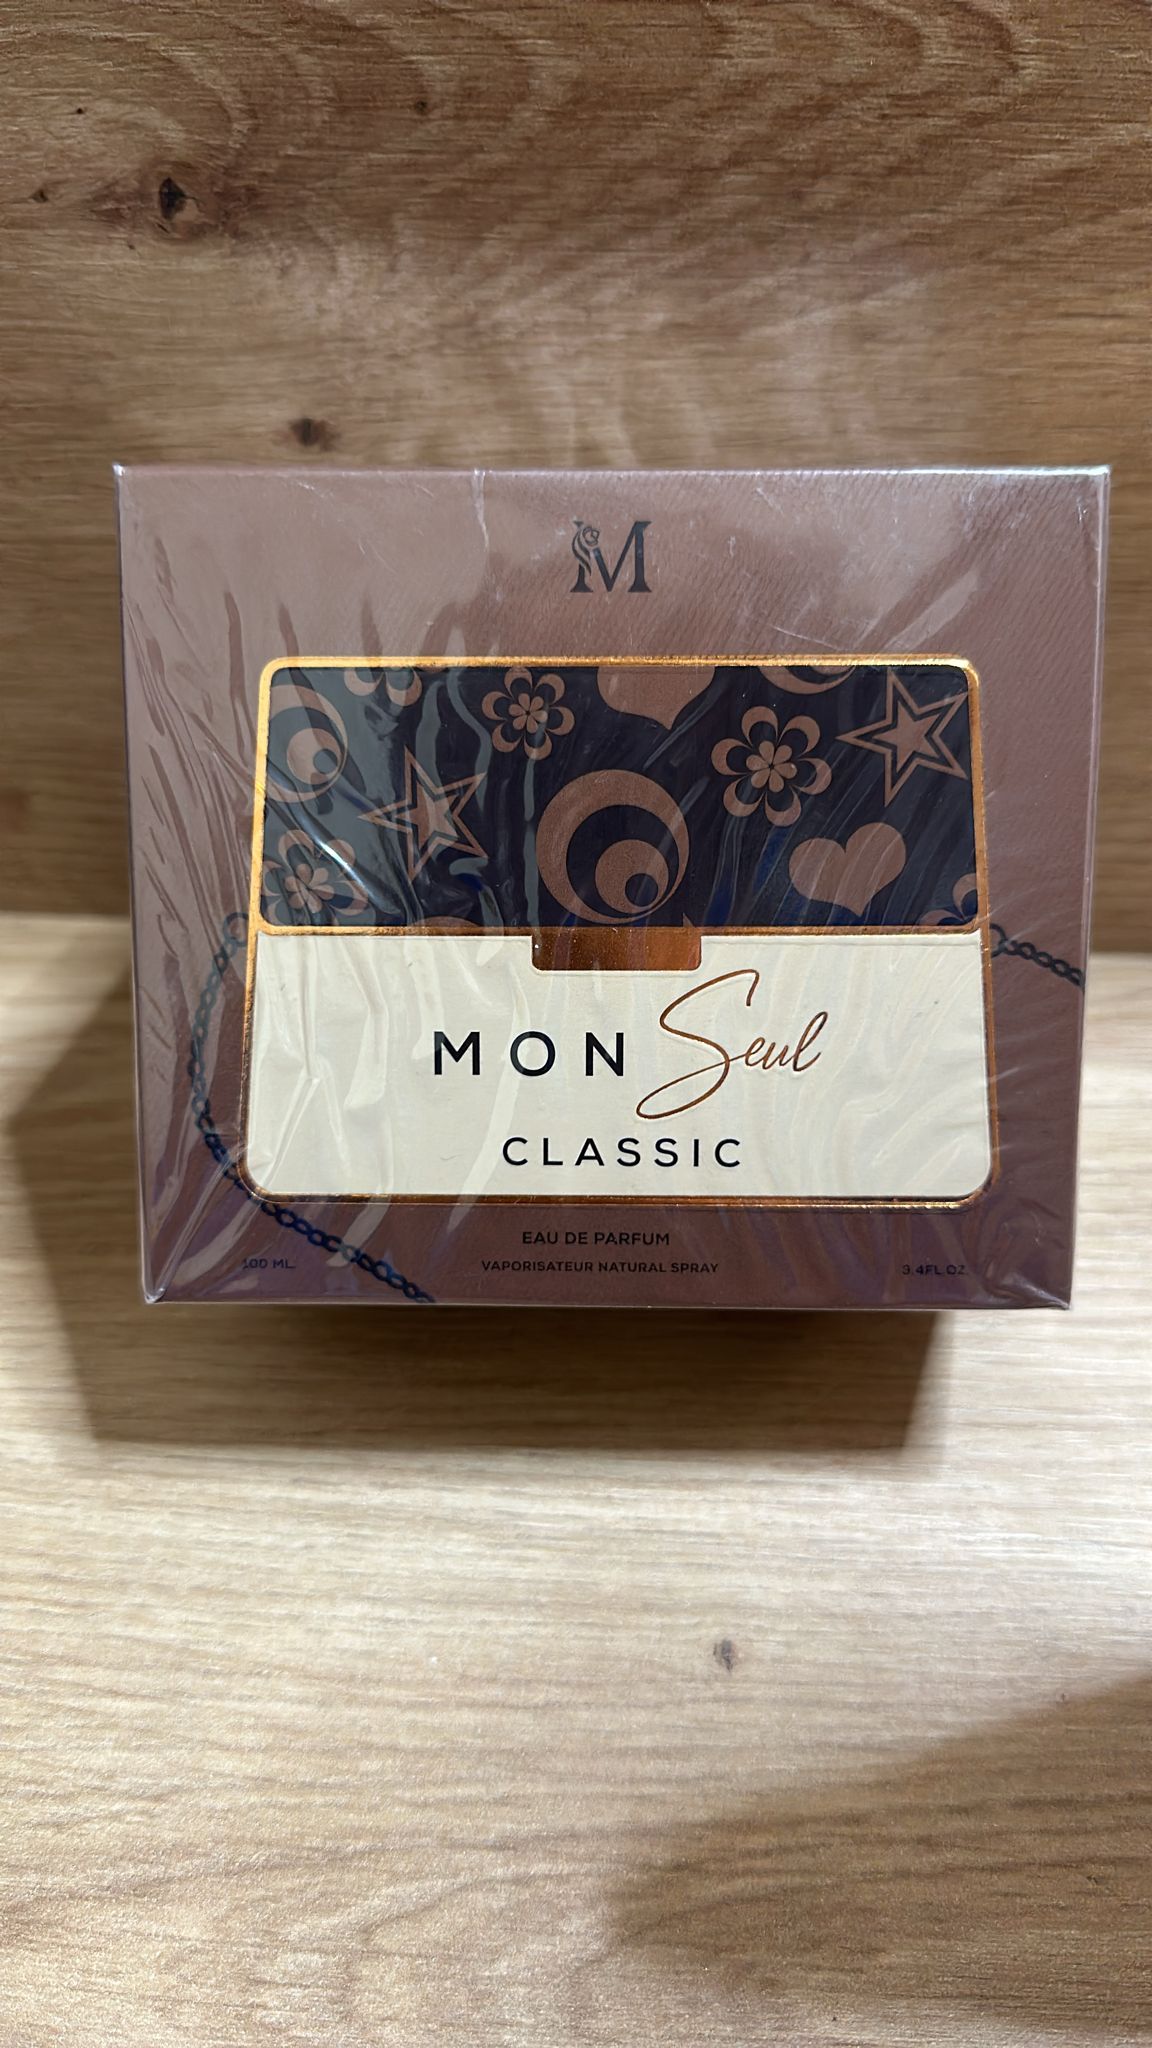 M
MON Seul
CLASSIC
EAU DE PARFUM
100 ML
VAPORISATEUR NATURAL SPRAY
3.4FL.OZ.